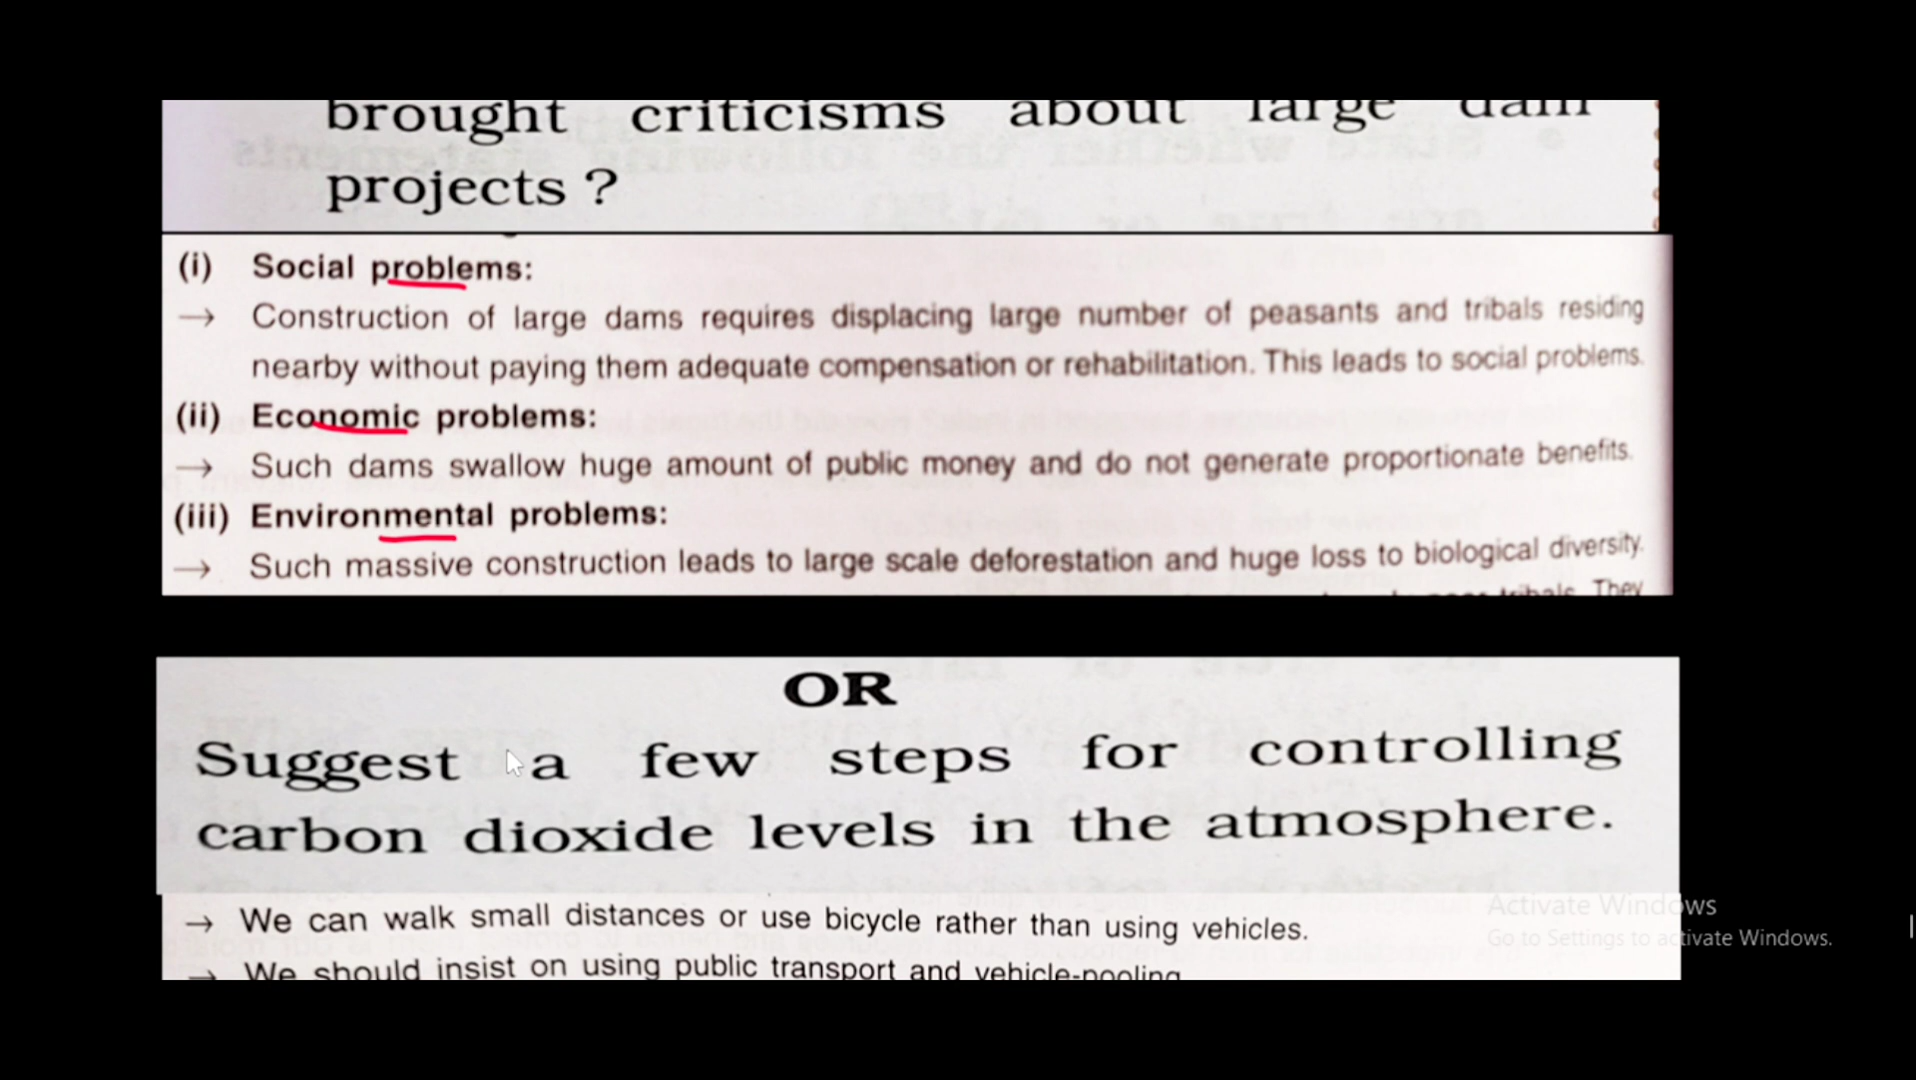 brought criticisms about large dam
projects ?
(i) Social problems:
→ Construction of large dams requires displacing large number of peasants and tribals residing
nearby without paying them adequate compensation or rehabilitation. This leads to social problems.
(ii) Economic problems:
→ Such dams swallow huge amount of public money and do not generate proportionate benefits.
(iii) Environmental problems:
→ Such massive construction leads to large scale deforestation and huge loss to biological diversity.
tribals. They
OR
Suggest a few steps for controlling
carbon dioxide levels in the atmosphere.
→ We can walk small distances or use bicycle rather than using vehicles.
Activate Windows
Go to Settings to activate Windows.
→ We should insist on using public transport and vehicle-pooling